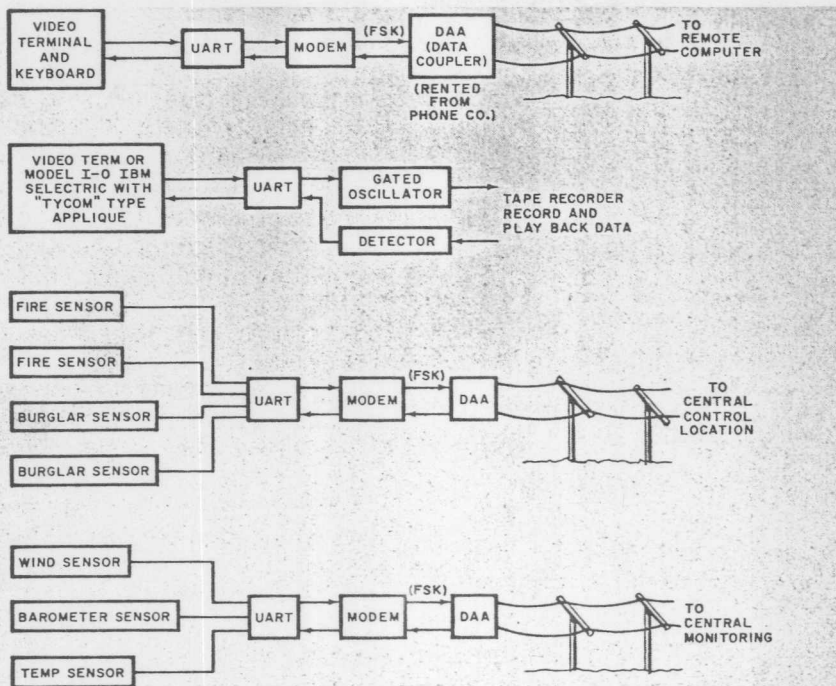 VIDEO
TERMINAL
AND
KEYBOARD
UART
MODEM
(FSK)
DAA
(DATA
COUPLER)
(RENTED
FROM
PHONE CO.)
TO
REMOTE
COMPUTER
VIDEO TERM OR
MODEL I-O IBM
SELECTRIC WITH
"TYCOM" TYPE
APPLIQUE
UART
GATED
OSCILLATOR
DETECTOR
TAPE RECORDER
RECORD AND
PLAY BACK DATA
FIRE SENSOR
FIRE SENSOR
BURGLAR SENSOR
BURGLAR SENSOR
UART
MODEM
(FSK)
DAA
TO
CENTRAL
CONTROL
LOCATION
WIND SENSOR
BAROMETER SENSOR
TEMP SENSOR
UART
MODEM
(FSK)
DAA
TO
CENTRAL
MONITORING